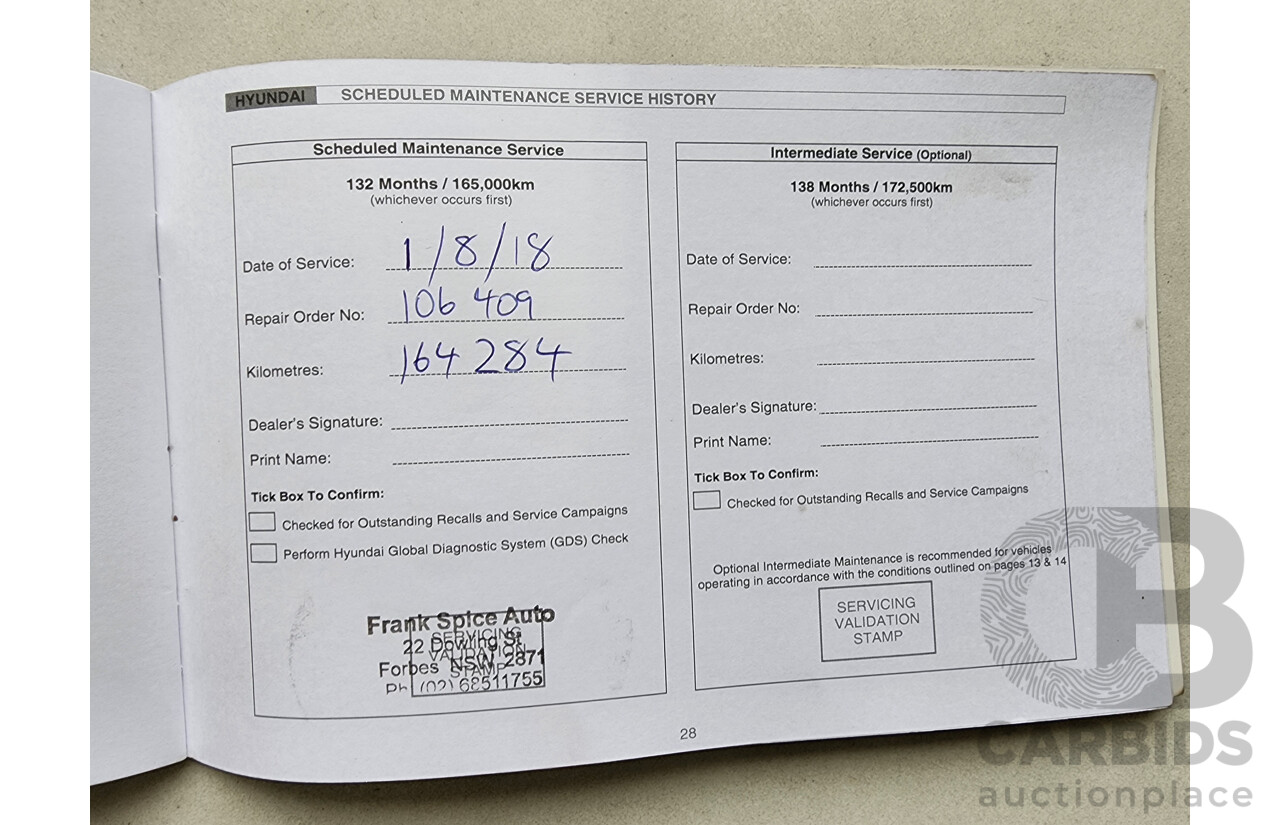 HYUNDAI SCHEDULED MAINTENANCE SERVICE HISTORY
Scheduled Maintenance Service
132 Months / 165,000km
(whichever occurs first)
Date of Service: 1/8/18
Repair Order No: 106 409
Kilometres: 164 284
Dealer's Signature:
Print Name:
Tick Box To Confirm:
Checked for Outstanding Recalls and Service Campaigns
Perform Hyundai Global Diagnostic System (GDS) Check
Frank Spice Auto
22 Dowling St
Forbes NSW 2871
Ph (02) 68511755
SERVICING
VALIDATION
STAMP
Intermediate Service (Optional)
138 Months / 172,500km
(whichever occurs first)
Date of Service:
Repair Order No:
Kilometres:
Dealer's Signature:
Print Name:
Tick Box To Confirm:
Checked for Outstanding Recalls and Service Campaigns
Optional Intermediate Maintenance is recommended for vehicles
operating in accordance with the conditions outlined on pages 13 & 14
SERVICING
VALIDATION
STAMP
28
CB
CARBIDS
auctionplace